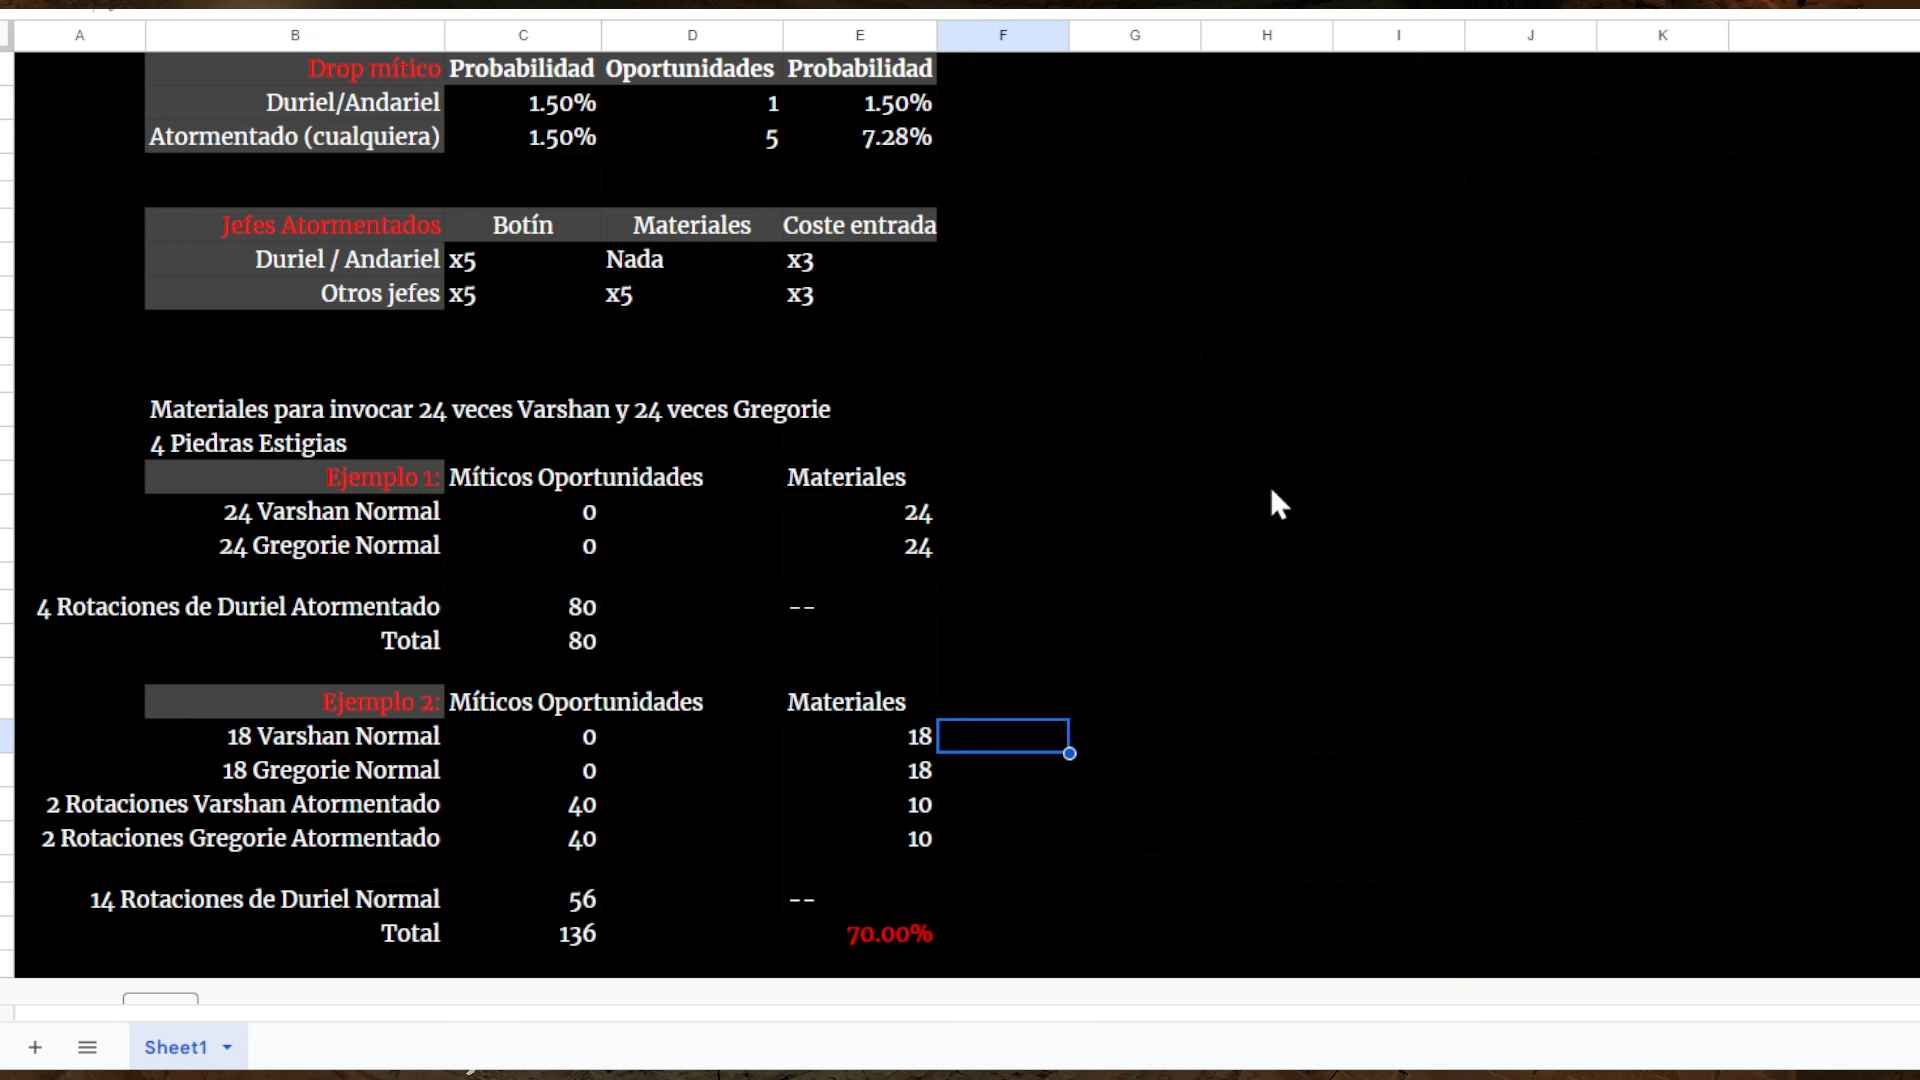 A B C D E F G H I J K
Drop mítico Probabilidad Oportunidades Probabilidad
Duriel/Andariel 1.50% 1 1.50%
Atormentado (cualquiera) 1.50% 5 7.28%
Jefes Atormentados Botín Materiales Coste entrada
Duriel / Andariel x5 Nada x3
Otros jefes x5 x5 x3
Materiales para invocar 24 veces Varshan y 24 veces Gregorie
4 Piedras Estigias
Ejemplo 1: Míticos Oportunidades Materiales
24 Varshan Normal 0 24
24 Gregorie Normal 0 24
4 Rotaciones de Duriel Atormentado 80 --
Total 80
Ejemplo 2: Míticos Oportunidades Materiales
18 Varshan Normal 0 18
18 Gregorie Normal 0 18
2 Rotaciones Varshan Atormentado 40 10
2 Rotaciones Gregorie Atormentado 40 10
14 Rotaciones de Duriel Normal 56 --
Total 136 70.00%
Sheet1